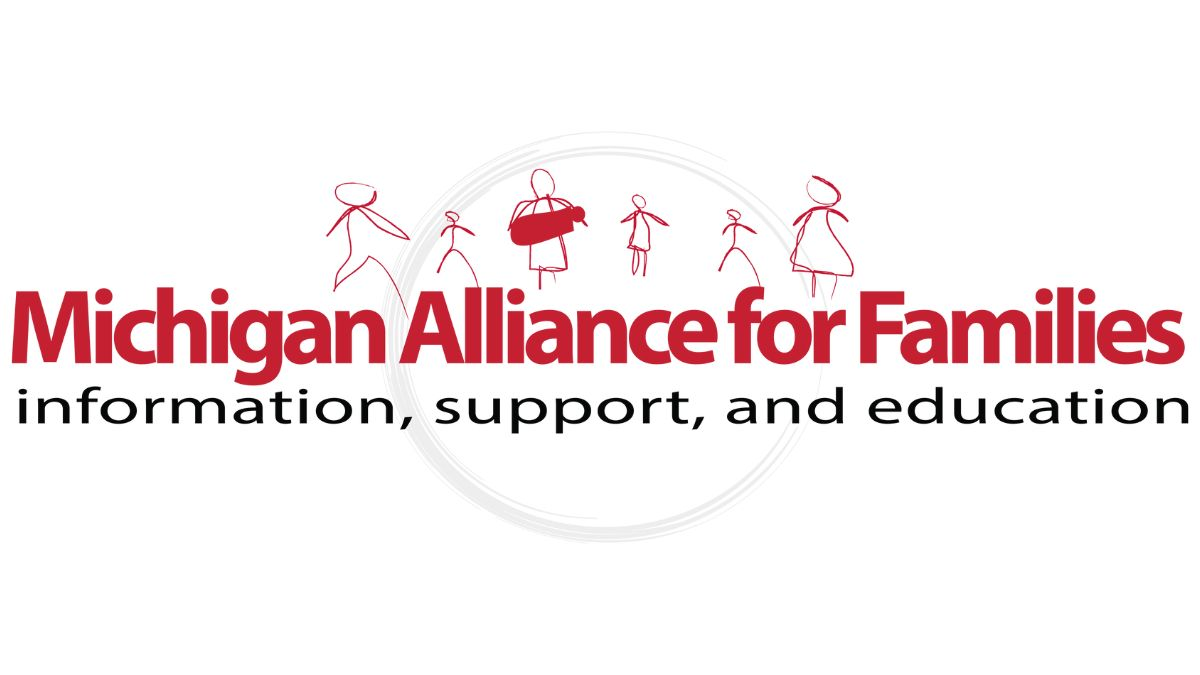 Michigan Alliance for Families
information, support, and education